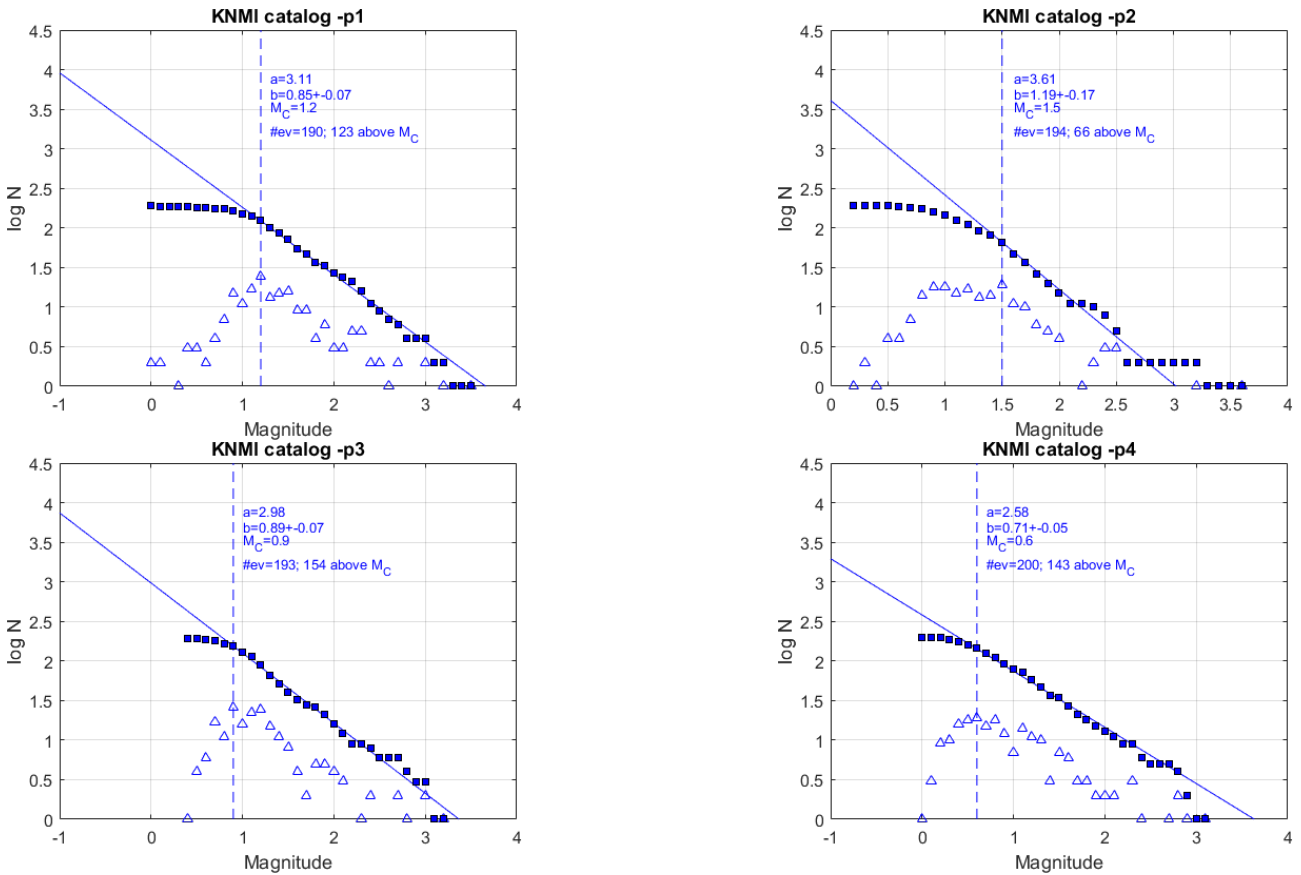 KNMI catalog -p1
4.5
4
3.5
3
2.5
2
1.5
1
0.5
0
log N
a=3.11
b=0.85+-0.07
M_C=1.2
#ev=190; 123 above M_C
-1 0 1 2 3 4
Magnitude
KNMI catalog -p2
4.5
4
3.5
3
2.5
2
1.5
1
0.5
0
log N
a=3.61
b=1.19+-0.17
M_C=1.5
#ev=194; 66 above M_C
0 0.5 1 1.5 2 2.5 3 3.5 4
Magnitude
KNMI catalog -p3
4.5
4
3.5
3
2.5
2
1.5
1
0.5
0
log N
a=2.98
b=0.89+-0.07
M_C=0.9
#ev=193; 154 above M_C
-1 0 1 2 3 4
Magnitude
KNMI catalog -p4
4.5
4
3.5
3
2.5
2
1.5
1
0.5
0
log N
a=2.58
b=0.71+-0.05
M_C=0.6
#ev=200; 143 above M_C
-1 0 1 2 3 4
Magnitude